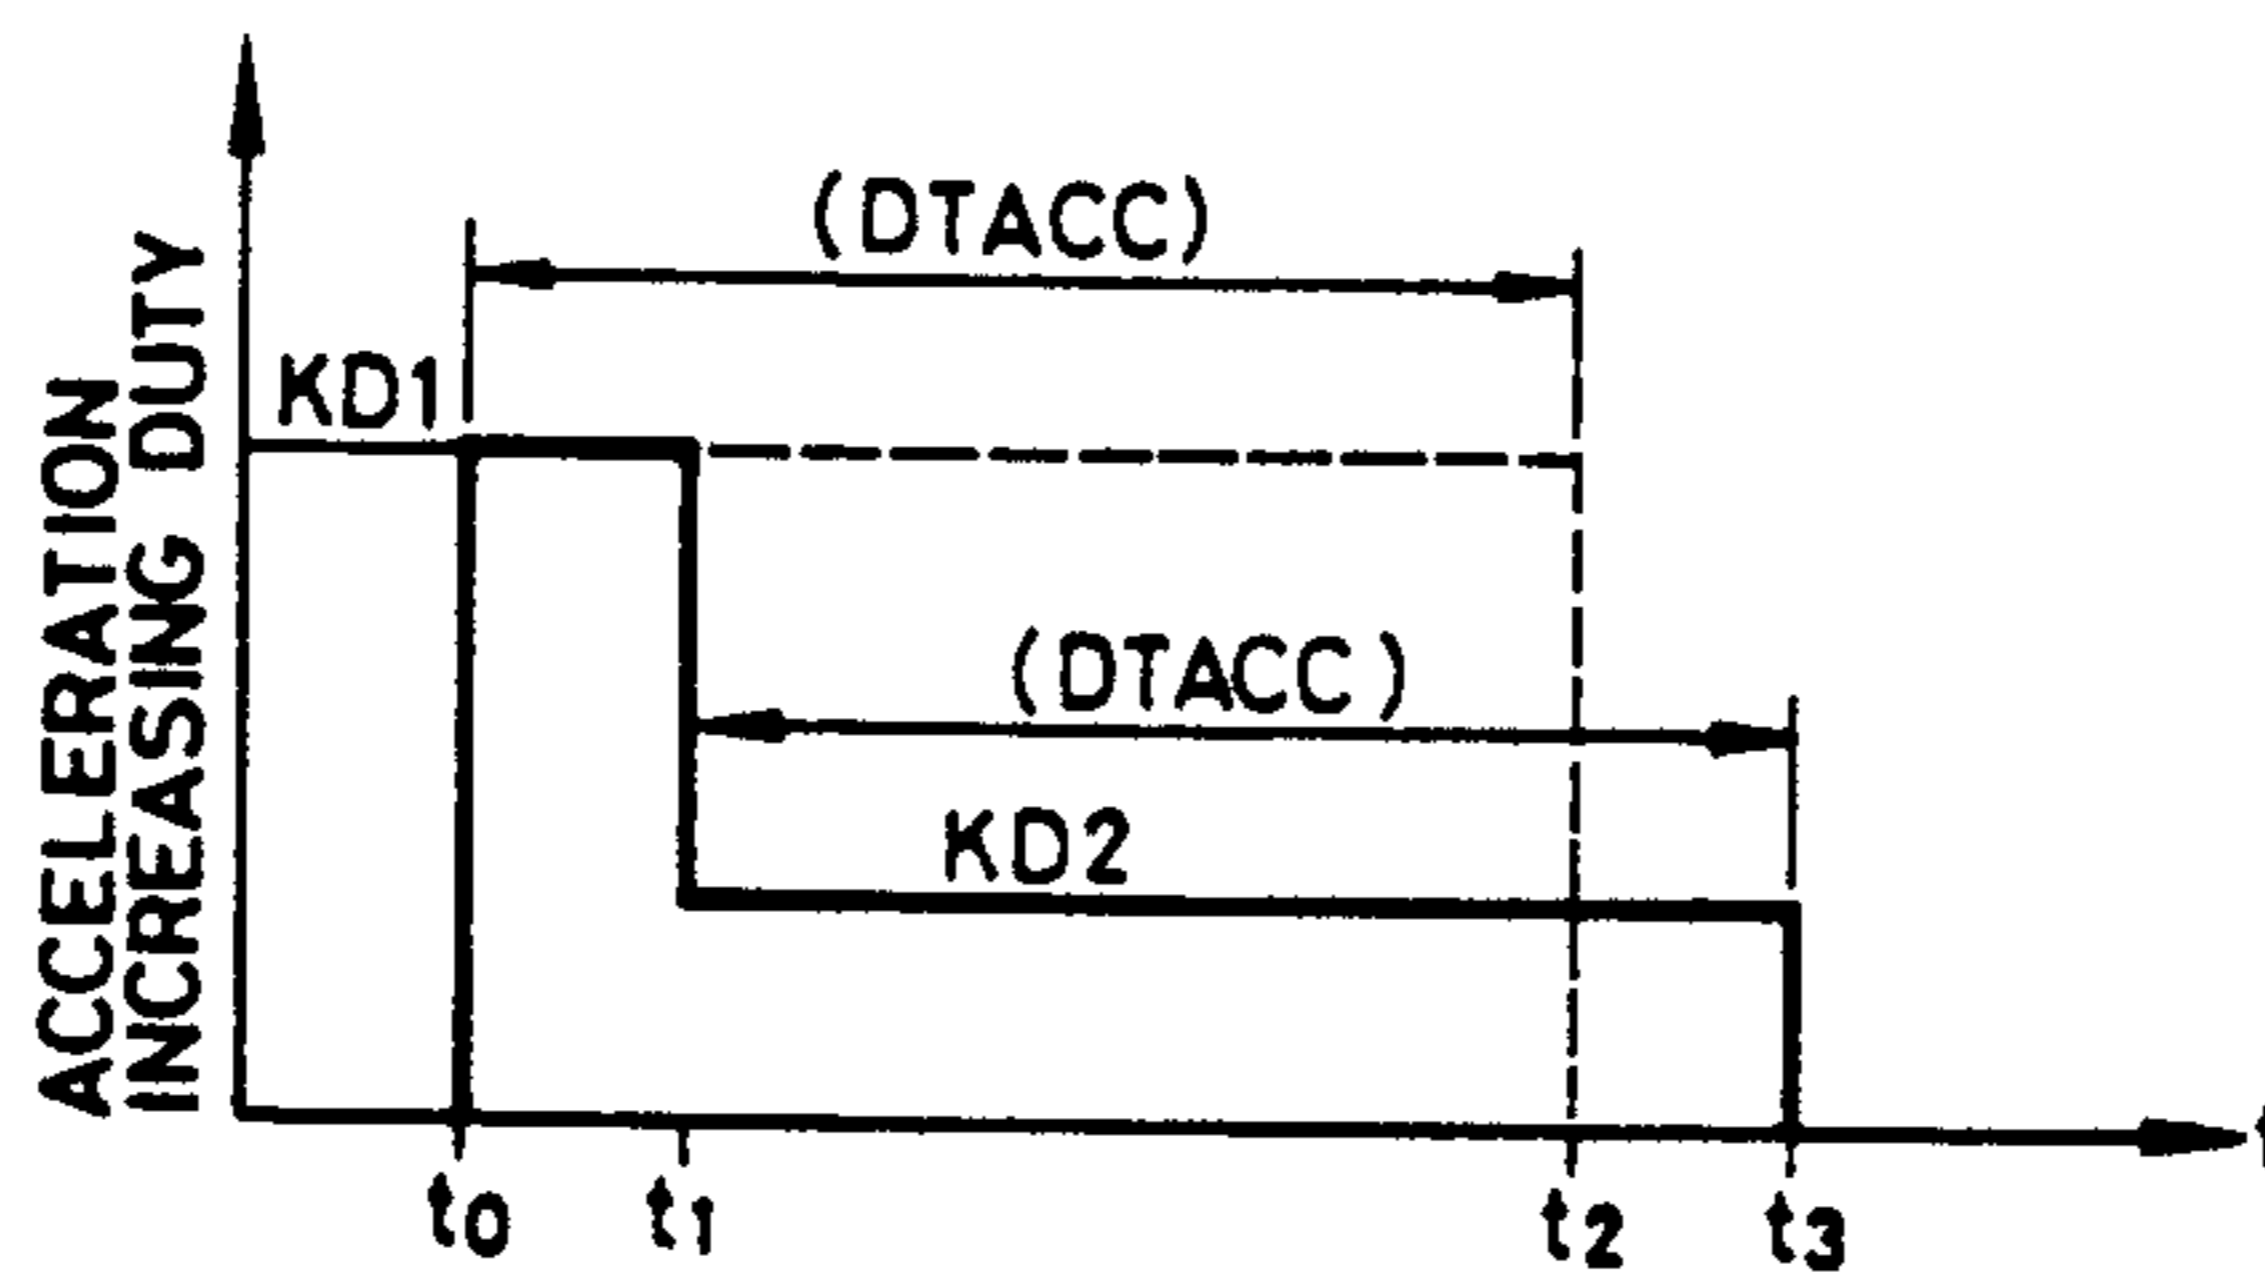 ACCELERATION
INCREASING DUTY
(DTACC)
KD1
(DTACC)
KD2
t0
t1
t2
t3